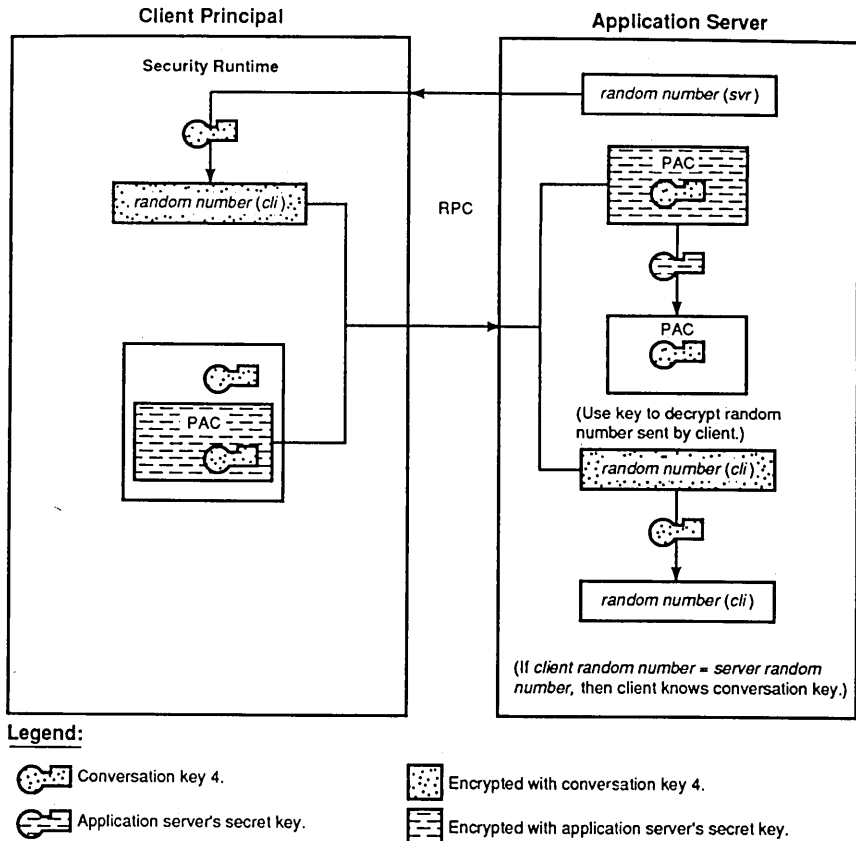 Client Principal
Application Server
Security Runtime
random number (svr)
PAC
random number (cli)
RPC
PAC
PAC
(Use key to decrypt random
number sent by client.)
random number (cli)
random number (cli)
(If client random number = server random
number, then client knows conversation key.)
Legend:
Conversation key 4.
Encrypted with conversation key 4.
Application server's secret key.
Encrypted with application server's secret key.